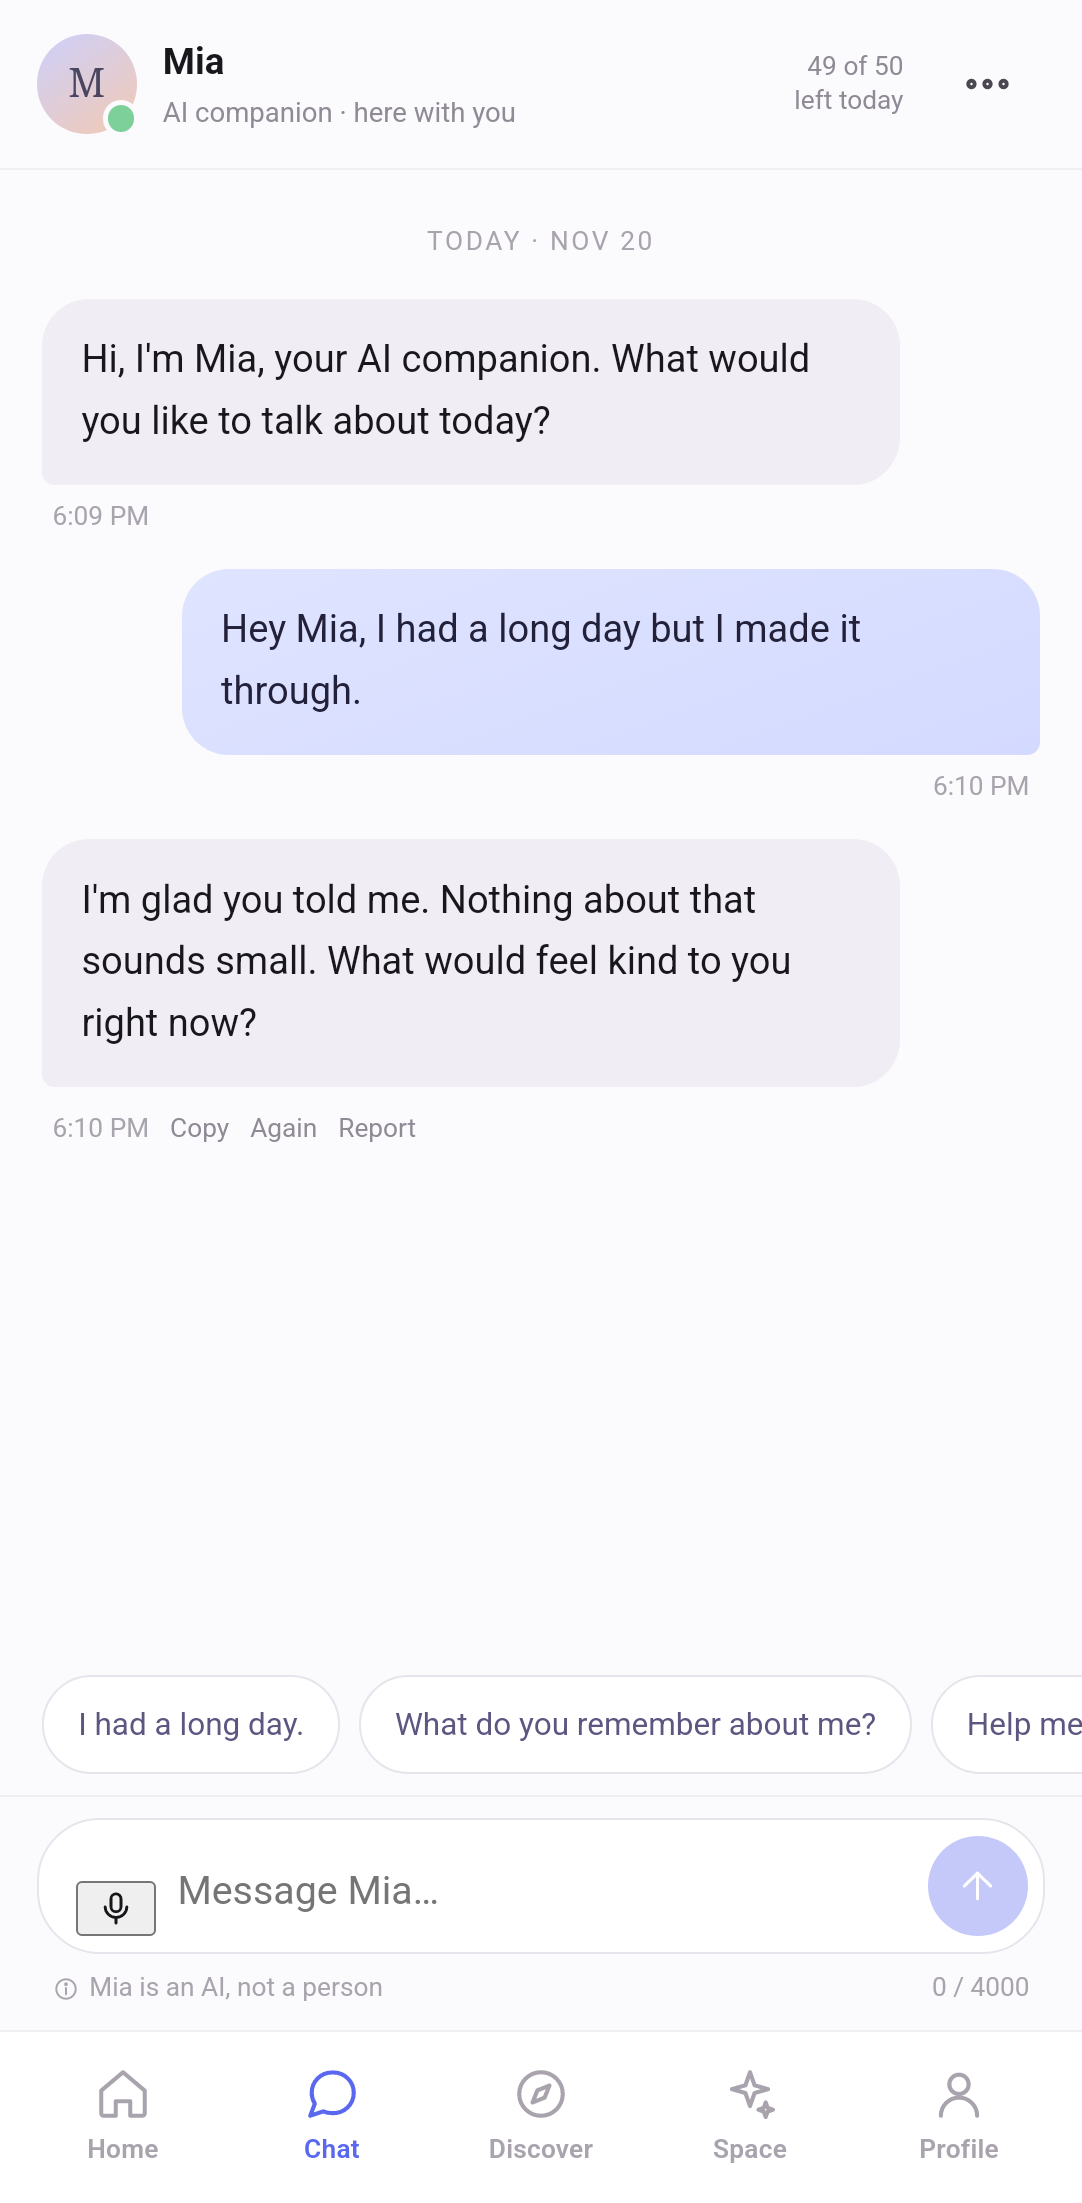 M
Mia
AI companion · here with you
49 of 50
left today
TODAY · NOV 20
Hi, I'm Mia, your AI companion. What would
you like to talk about today?
6:09 PM
Hey Mia, I had a long day but I made it
through.
6:10 PM
I'm glad you told me. Nothing about that
sounds small. What would feel kind to you
right now?
6:10 PM Copy Again Report
I had a long day. What do you remember about me? Help me
Message Mia…
Mia is an AI, not a person 0 / 4000
Home Chat Discover Space Profile